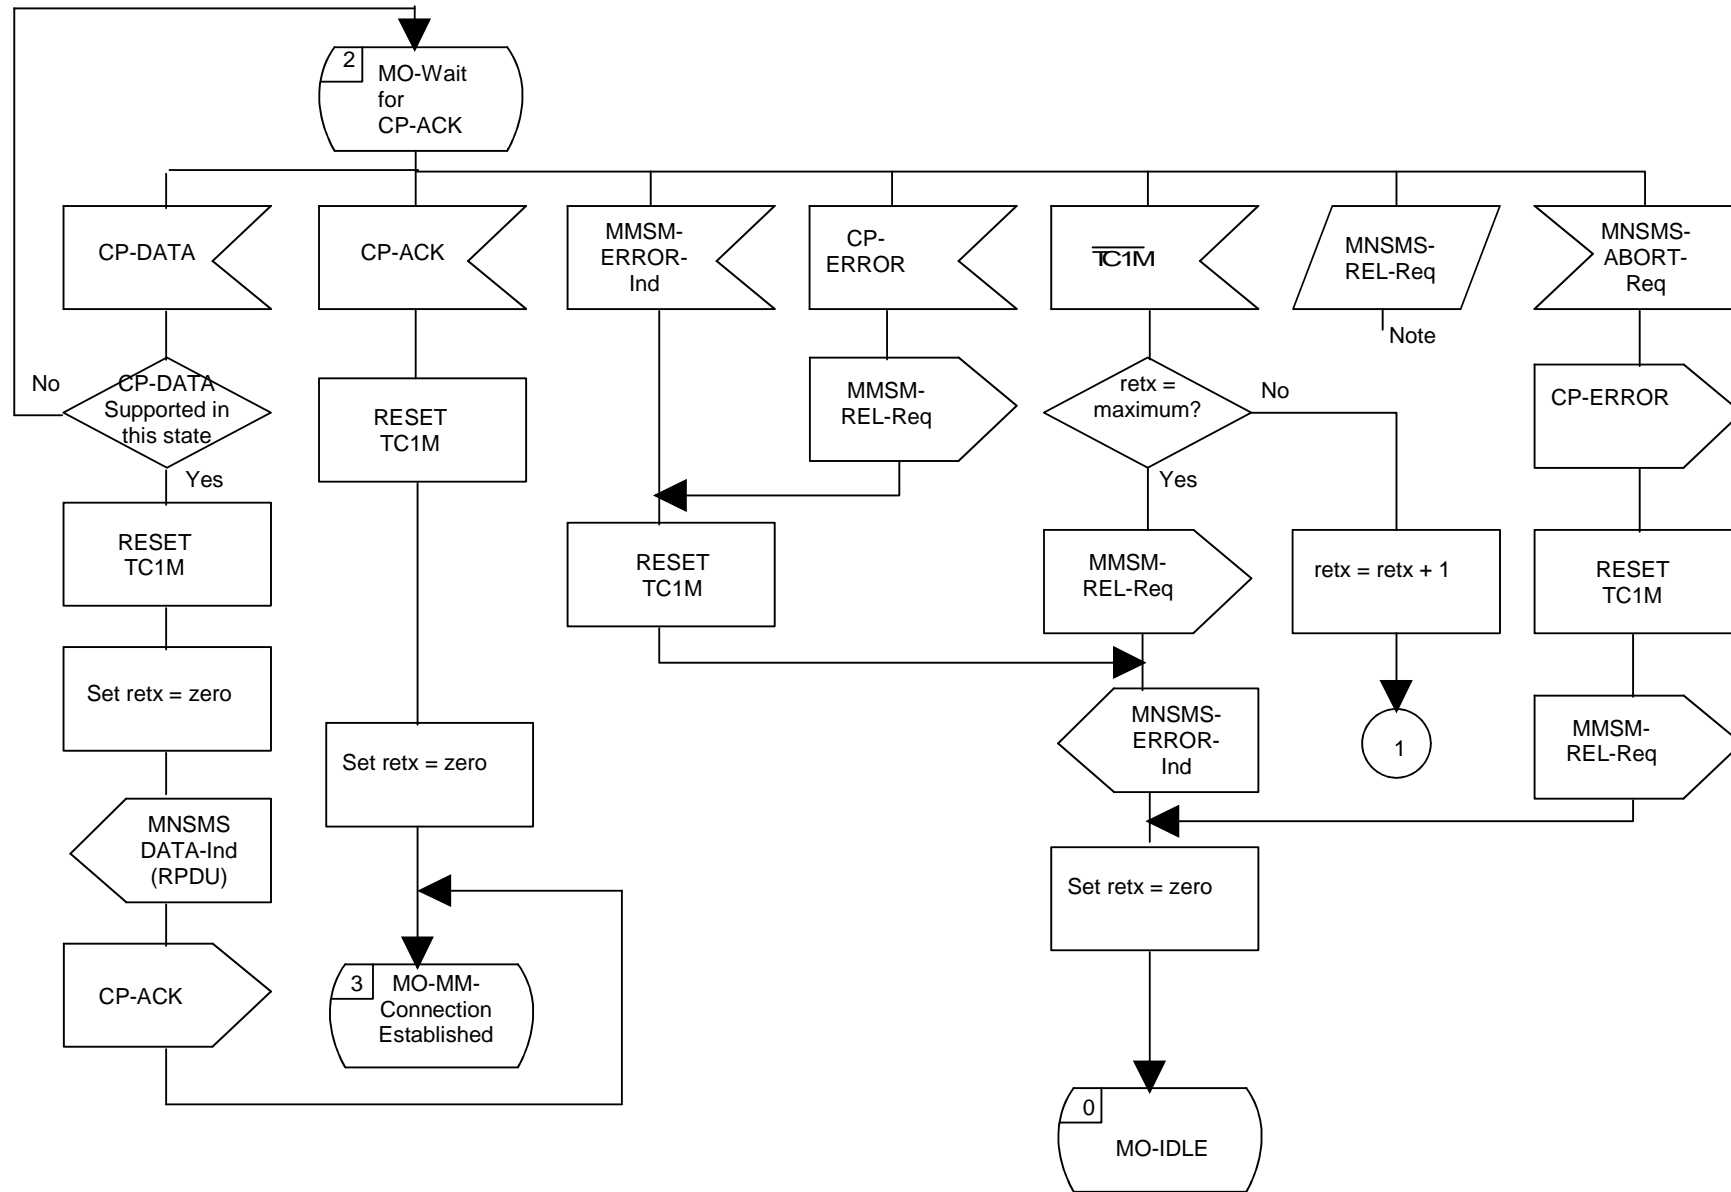 2
MO-Wait
for
CP-ACK
CP-DATA
CP-ACK
MMSM-
ERROR-
Ind
CP-
ERROR
TC1M
MNSMS-
REL-Req
Note
MNSMS-
ABORT-
Req
No
CP-DATA
Supported in
this state
Yes
RESET
TC1M
MMSM-
REL-Req
retx =
maximum?
No
Yes
CP-ERROR
RESET
TC1M
RESET
TC1M
MMSM-
REL-Req
retx = retx + 1
RESET
TC1M
Set retx = zero
Set retx = zero
MNSMS-
ERROR-
Ind
1
MMSM-
REL-Req
MNSMS
DATA-Ind
(RPDU)
Set retx = zero
CP-ACK
3
MO-MM-
Connection
Established
0
MO-IDLE